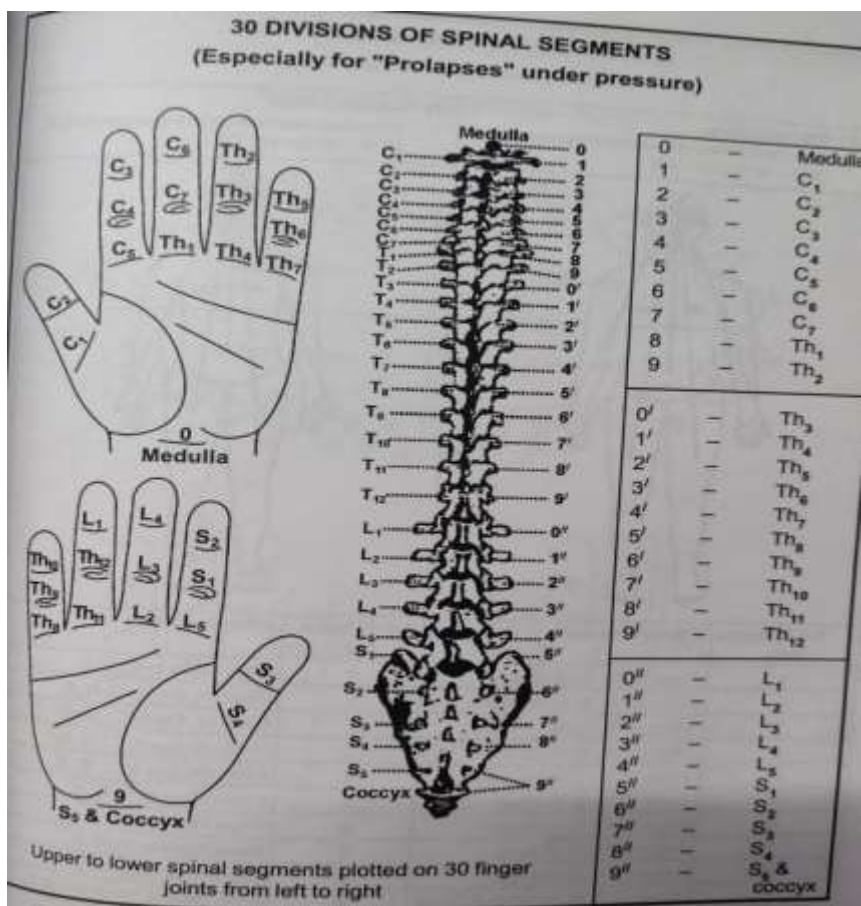 30 DIVISIONS OF SPINAL SEGMENTS
(Especially for "Prolapses" under pressure)
C3
C4
C5
C6
C7
Th1
Th2
Th3
Th4
Th5
Th6
Th7
C2
C1
0
Medulla
Th9
Th8
L1
Th12
Th11
L4
L3
L2
S2
S1
L5
S3
S4
9
S5 & Coccyx
Upper to lower spinal segments plotted on 30 finger
joints from left to right
Medulla 0
C1 1
C2 2
C3 3
C4 4
C5 5
C6 6
C7 7
T1 8
T2 9
T3 0'
T4 1'
T5 2'
T6 3'
T7 4'
T8 5'
T9 6'
T10 7'
T11 8'
T12 9'
L1 0"
L2 1"
L3 2"
L4 3"
L5 4"
S1 5"
S2 6"
S3 7"
S4 8"
S5 9"
Coccyx
0 – Medulla
1 – C1
2 – C2
3 – C3
4 – C4
5 – C5
6 – C6
7 – C7
8 – Th1
9 – Th2
0' – Th3
1' – Th4
2' – Th5
3' – Th6
4' – Th7
5' – Th8
6' – Th9
7' – Th10
8' – Th11
9' – Th12
0" – L1
1" – L2
2" – L3
3" – L4
4" – L5
5" – S1
6" – S2
7" – S3
8" – S4
9" – S5 &
coccyx